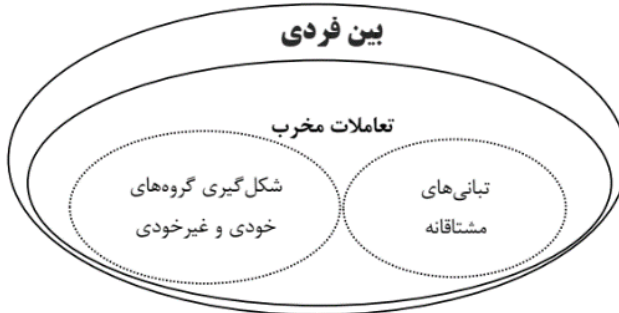 بین فردی
تعاملات مخرب
تبانی‌های
مشتاقانه
شکل‌گیری گروه‌های
خودی و غیرخودی